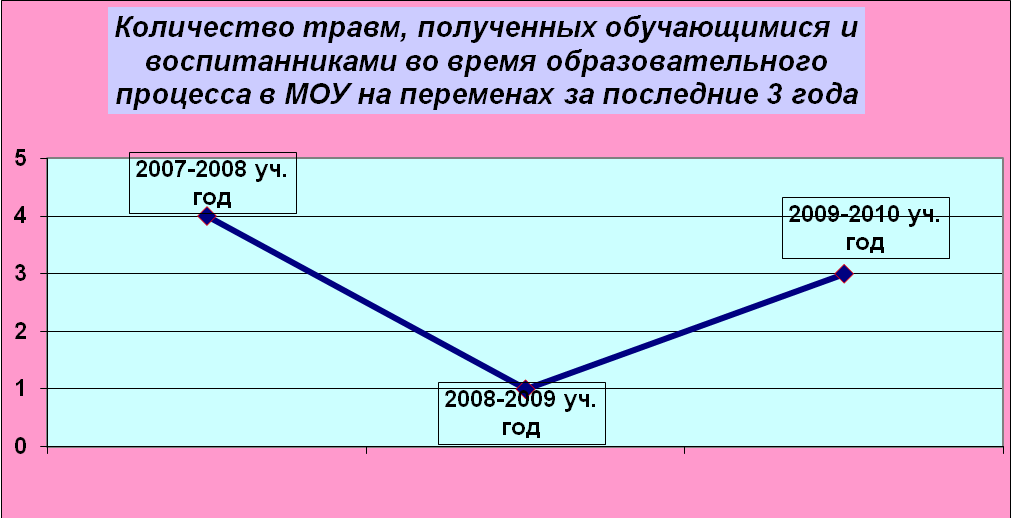 Количество травм, полученных обучающимися и
воспитанниками во время образовательного
процесса в МОУ на переменах за последние 3 года
5
4
3
2
1
0
2007-2008 уч.
год
2008-2009 уч.
год
2009-2010 уч.
год